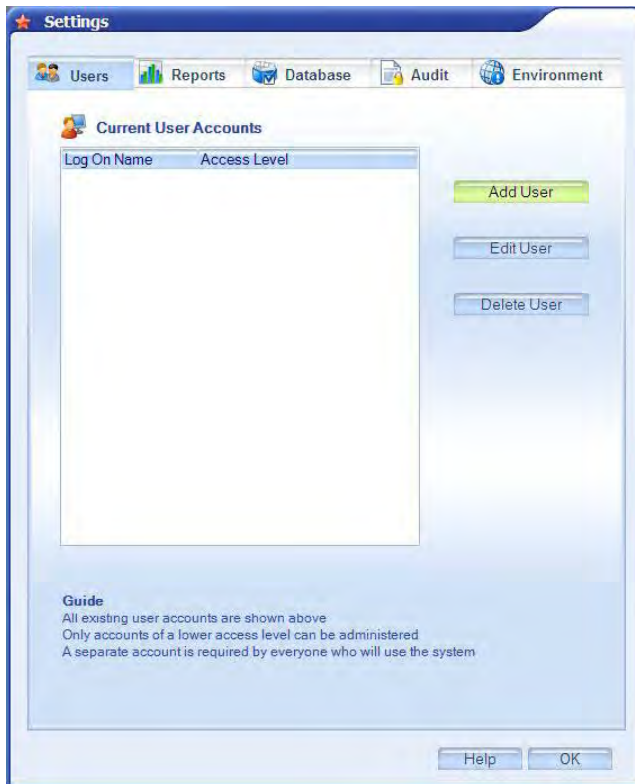 Settings
Users Reports Database Audit Environment
Current User Accounts
Log On Name Access Level
Add User
Edit User
Delete User
Guide
All existing user accounts are shown above
Only accounts of a lower access level can be administered
A separate account is required by everyone who will use the system
Help OK